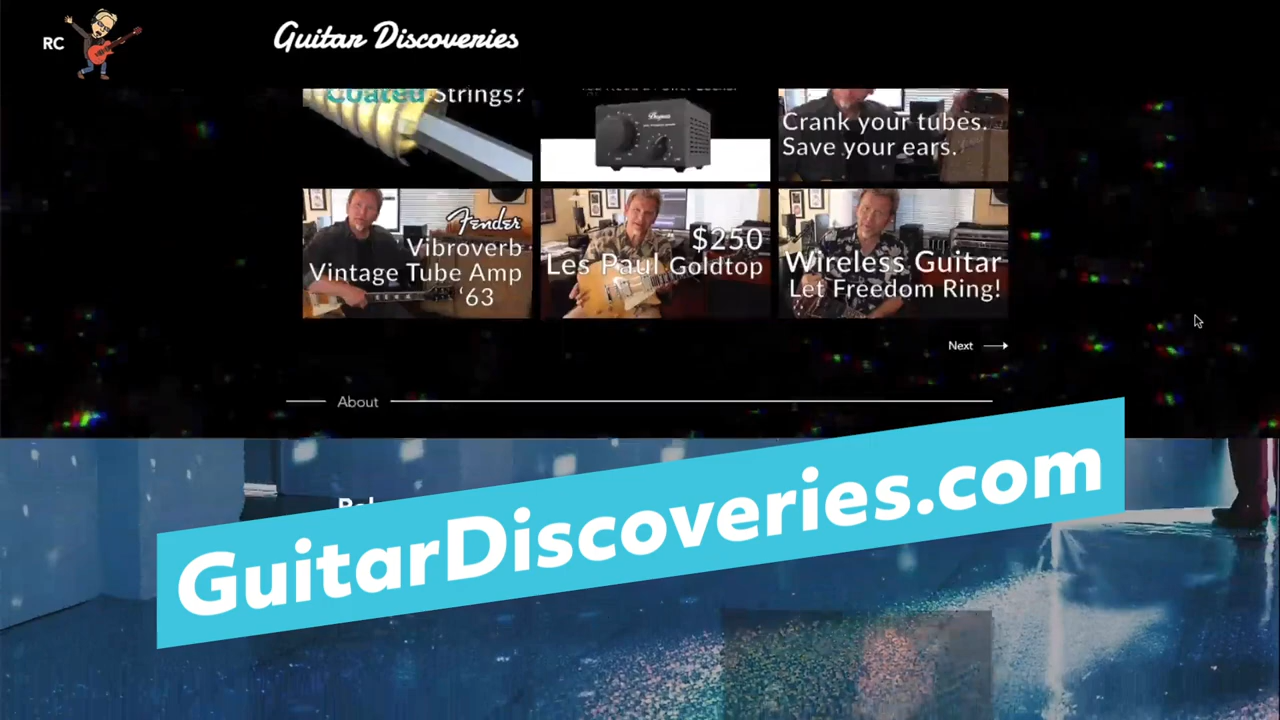 RC
Guitar Discoveries
Coated Strings?
Crank your tubes.
Save your ears.
Fender
Vibroverb
Vintage Tube Amp
‘63
$250
Les Paul Goldtop
Wireless Guitar
Let Freedom Ring!
Next
About
GuitarDiscoveries.com